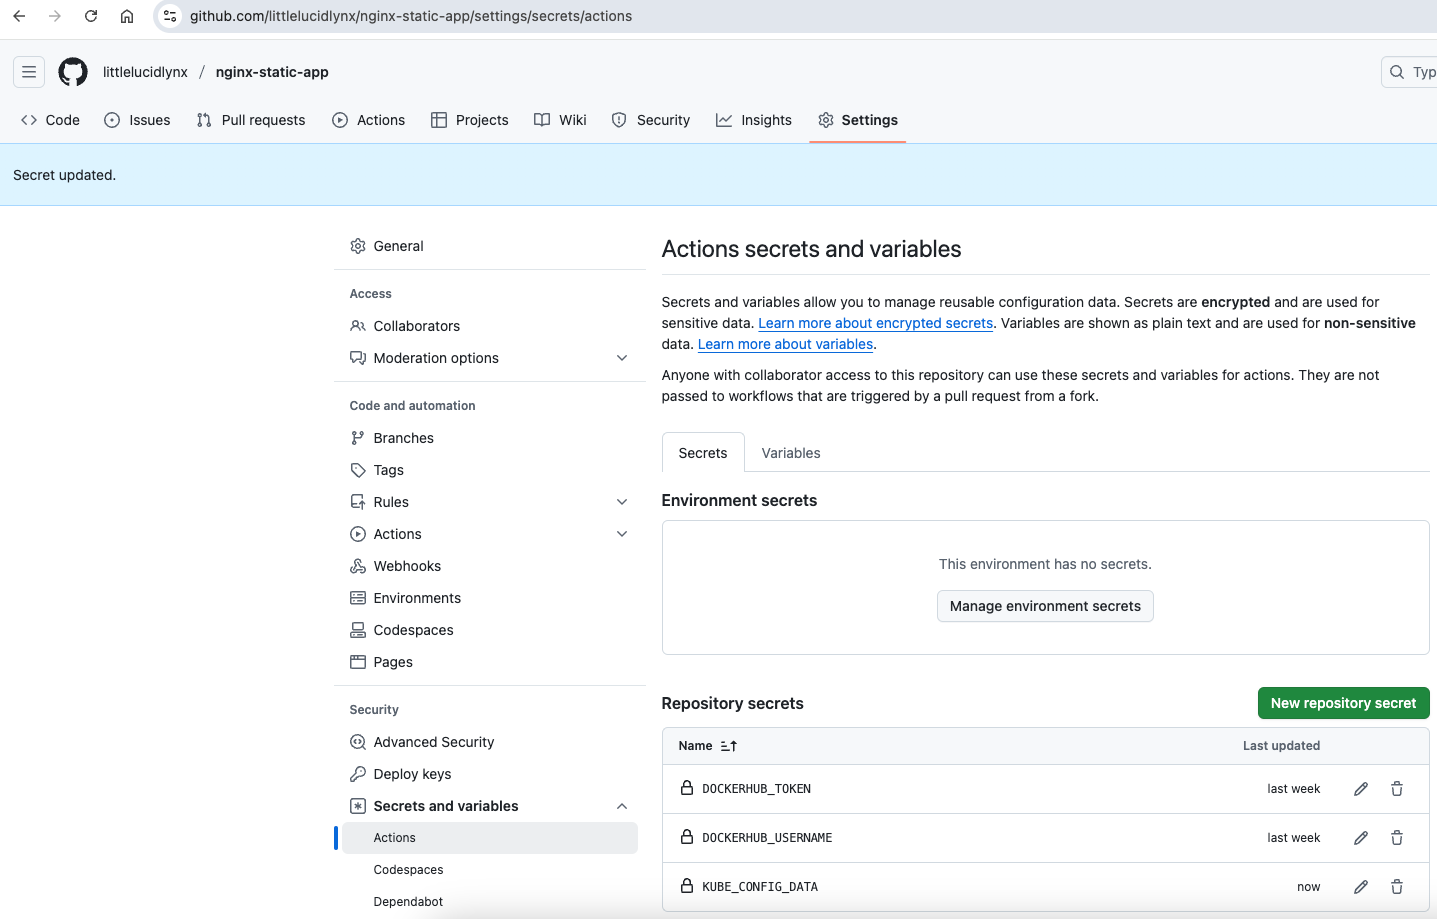 github.com/littlelucidlynx/nginx-static-app/settings/secrets/actions
littlelucidlynx / nginx-static-app
Typ
Code Issues Pull requests Actions Projects Wiki Security Insights Settings
Secret updated.
General
Access
Collaborators
Moderation options
Code and automation
Branches
Tags
Rules
Actions
Webhooks
Environments
Codespaces
Pages
Security
Advanced Security
Deploy keys
Secrets and variables
Actions
Codespaces
Dependabot
Actions secrets and variables
Secrets and variables allow you to manage reusable configuration data. Secrets are encrypted and are used for
sensitive data. Learn more about encrypted secrets. Variables are shown as plain text and are used for non-sensitive
data. Learn more about variables.
Anyone with collaborator access to this repository can use these secrets and variables for actions. They are not
passed to workflows that are triggered by a pull request from a fork.
Secrets Variables
Environment secrets
This environment has no secrets.
Manage environment secrets
Repository secrets
New repository secret
Name Last updated
DOCKERHUB_TOKEN last week
DOCKERHUB_USERNAME last week
KUBE_CONFIG_DATA now